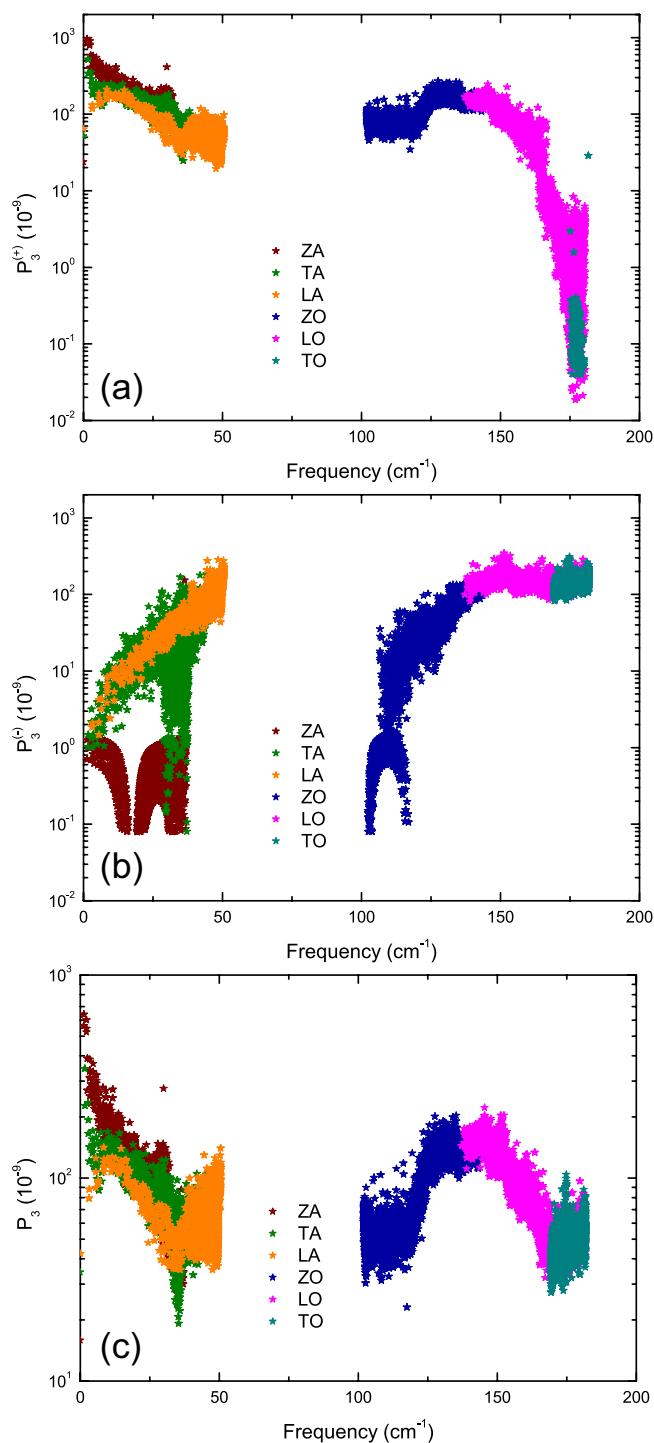 10³
10²
10¹
10⁰
10⁻¹
10⁻²
P₃⁽⁺⁾ (10⁻⁹)
ZA
TA
LA
ZO
LO
TO
(a)
0 50 100 150 200
Frequency (cm⁻¹)
10³
10²
10¹
10⁰
10⁻¹
10⁻²
P₃⁽⁻⁾ (10⁻⁹)
ZA
TA
LA
ZO
LO
TO
(b)
0 50 100 150 200
Frequency (cm⁻¹)
10³
10²
10¹
P₃ (10⁻⁹)
ZA
TA
LA
ZO
LO
TO
(c)
0 50 100 150 200
Frequency (cm⁻¹)